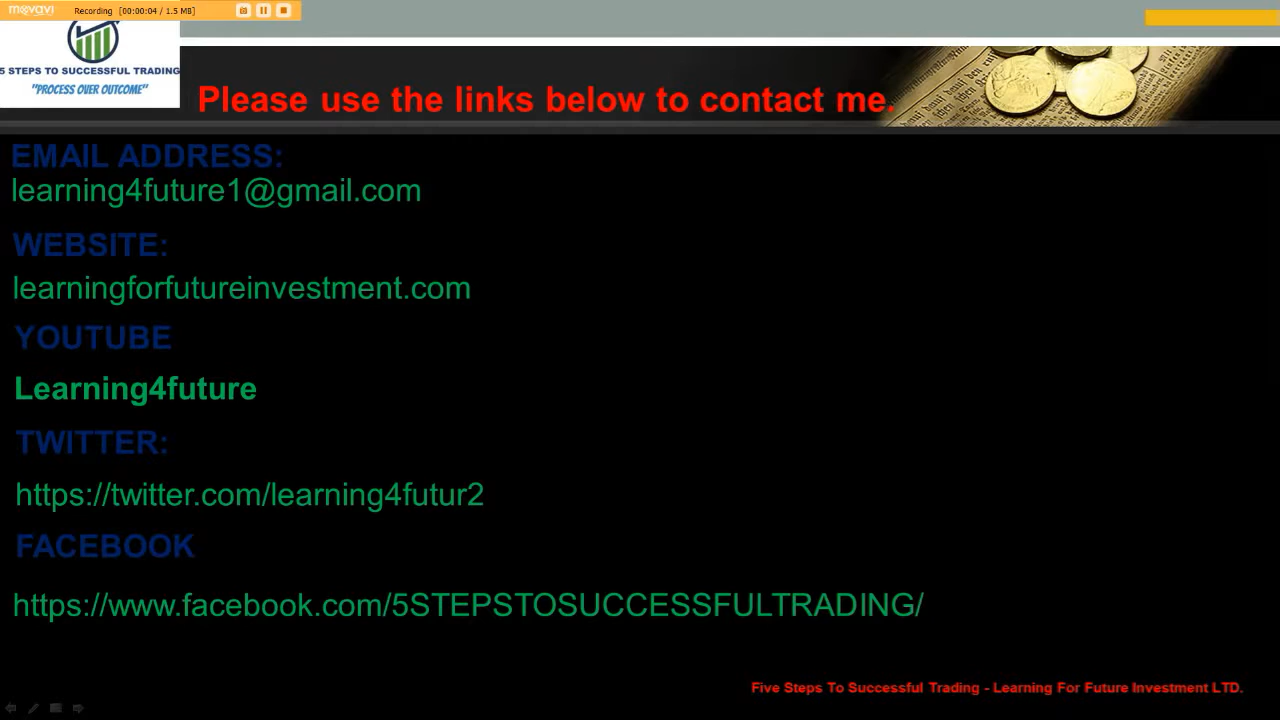 movavi Recording [00:00:04 / 1.5 MB]
5 STEPS TO SUCCESSFUL TRADING
"PROCESS OVER OUTCOME"
Please use the links below to contact me.
EMAIL ADDRESS:
learning4future1@gmail.com
WEBSITE:
learningforfutureinvestment.com
YOUTUBE
Learning4future
TWITTER:
https://twitter.com/learning4futur2
FACEBOOK
https://www.facebook.com/5STEPSTOSUCCESSFULTRADING/
Five Steps To Successful Trading - Learning For Future Investment LTD.